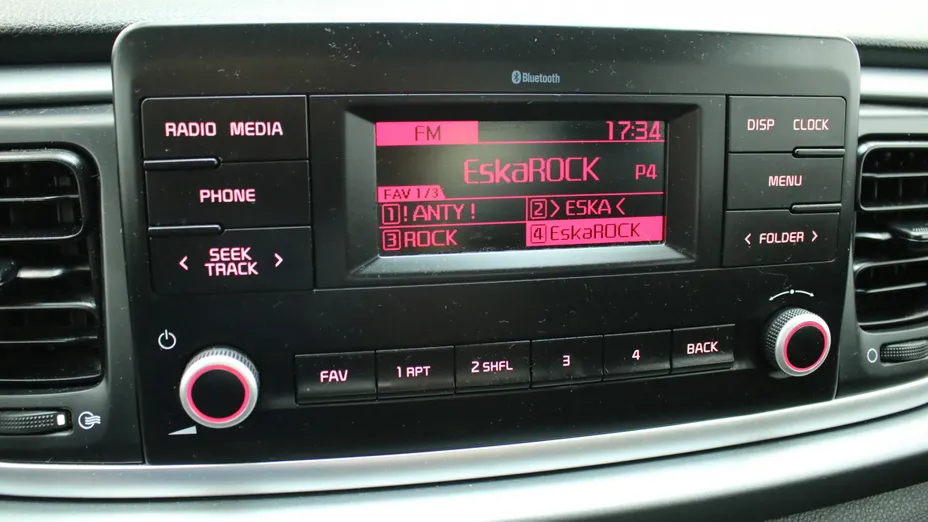 Bluetooth
RADIO MEDIA
PHONE
< SEEK TRACK >
FM 17:34
EskaROCK P4
FAV 1/3
1 ! ANTY ! 2 > ESKA <
3 ROCK 4 EskaROCK
DISP CLOCK
MENU
< FOLDER >
FAV 1 RPT 2 SHFL 3 4 BACK